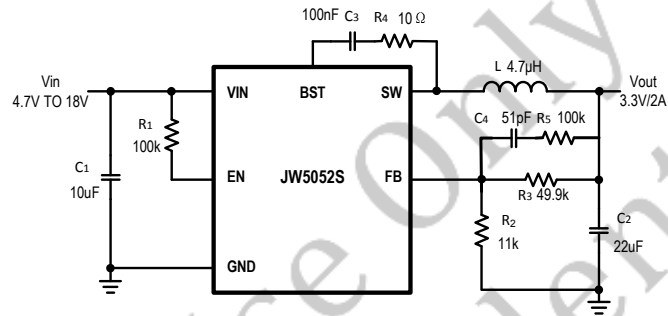 100nF C3 R4 10 Ω
Vin
4.7V TO 18V
VIN
BST
SW
L 4.7μH
Vout
3.3V/2A
R1
100k
C4 51pF R5 100k
C1
10uF
EN
JW5052S
FB
R3 49.9k
R2
11k
C2
22uF
GND